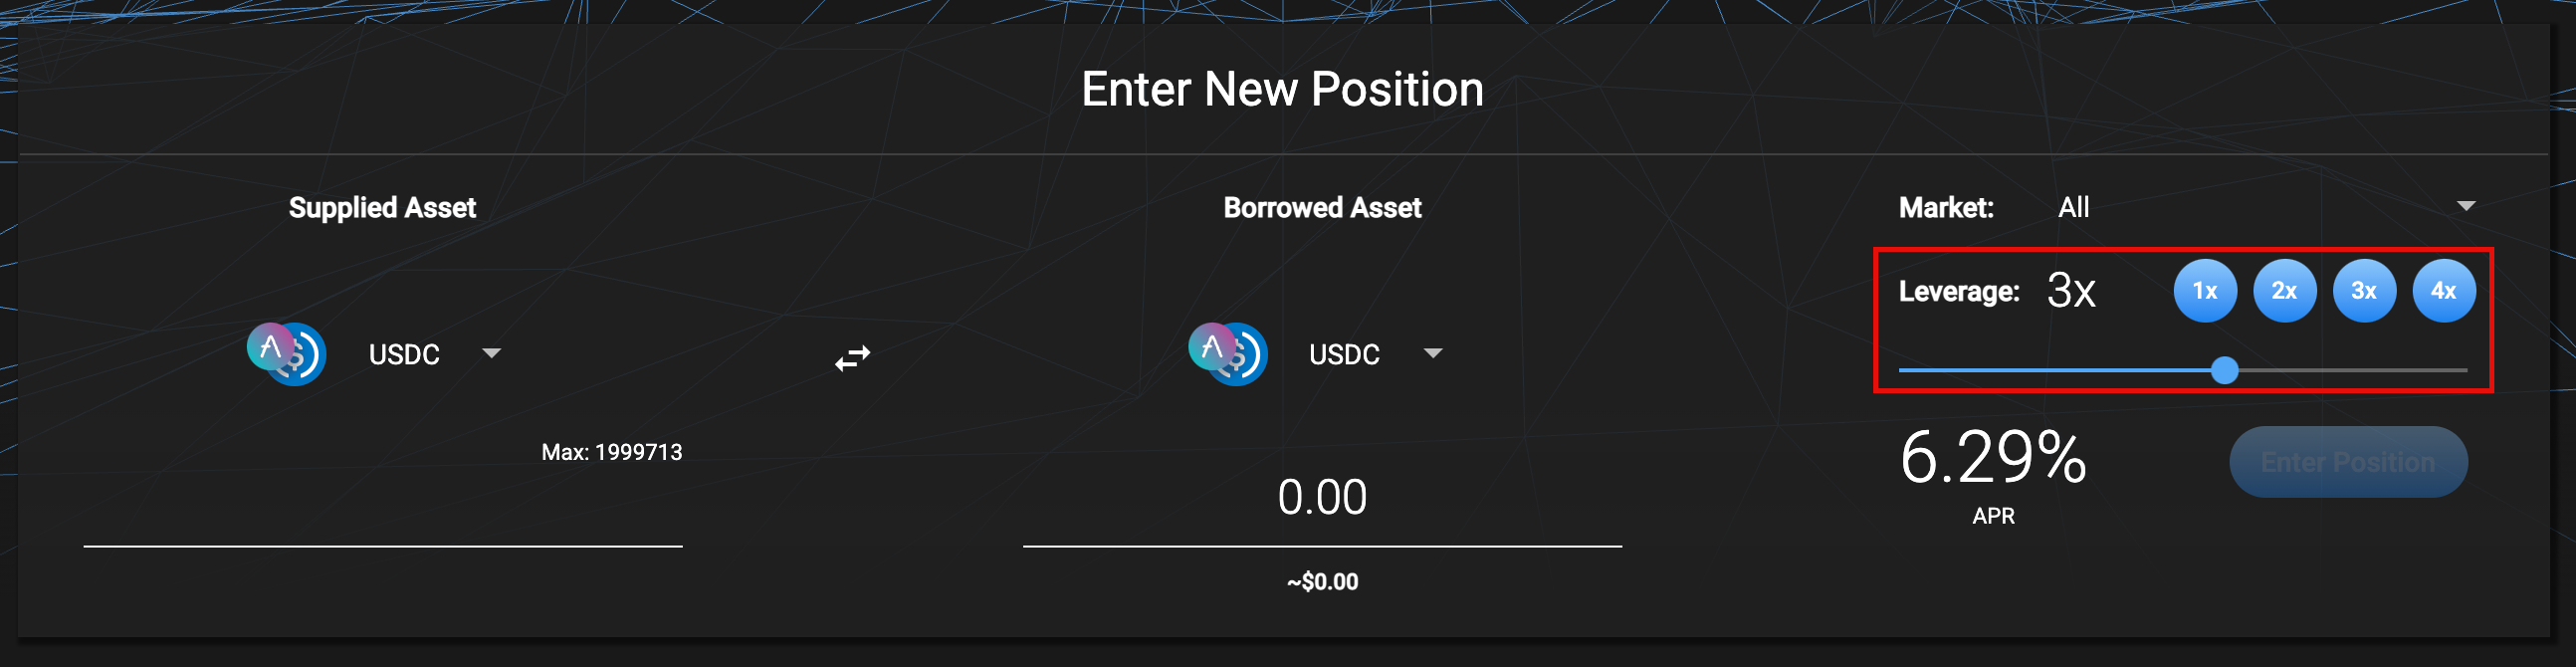 Enter New Position
Supplied Asset
Borrowed Asset
Market: All
Leverage: 3x 1x 2x 3x 4x
USDC
USDC
Max: 1999713
0.00
~$0.00
6.29%
APR
Enter Position